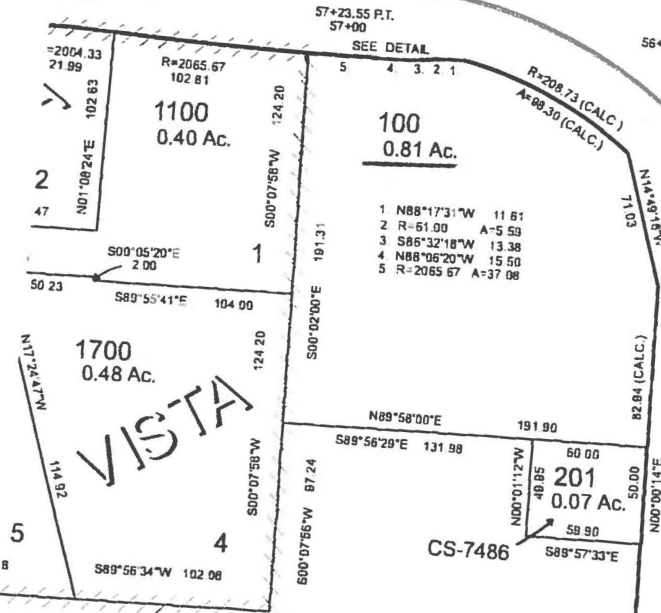 57+23.55 P.T.
57+00
56+
SEE DETAIL
5 4. 3. 2. 1.
R=208.73 (CALC.)
A=98.30 (CALC.)
=2004.33
21.99
R=2065.67
102.81
102.63
N01°08'24"E
1100
0.40 Ac.
124.20
S00°07'58"W
100
0.81 Ac.
N14°49'18"W
71.03
2
47
1
191.31
S00°02'00"E
1. N88°17'31"W 11.61
2. R=61.00 A=5.59
3. S86°32'18"W 13.38
4. N88°06'20"W 15.50
5. R=2065.67 A=37.08
S00°05'20"E
2.00
50.23
S89°55'41"E 104.00
82.94 (CALC.)
1700
0.48 Ac.
124.20
S00°07'58"W
N17°24'47"W
114.92
VISTA
N89°58'00"E 191.90
S89°56'29"E 131.98
60.00
N00°01'12"W
49.95
201
0.07 Ac.
50.00
N00°00'14"E
59.90
S89°57'33"E
CS-7486
97.24
S00°07'56"W
5
8
4
S89°56'34"W 102.08